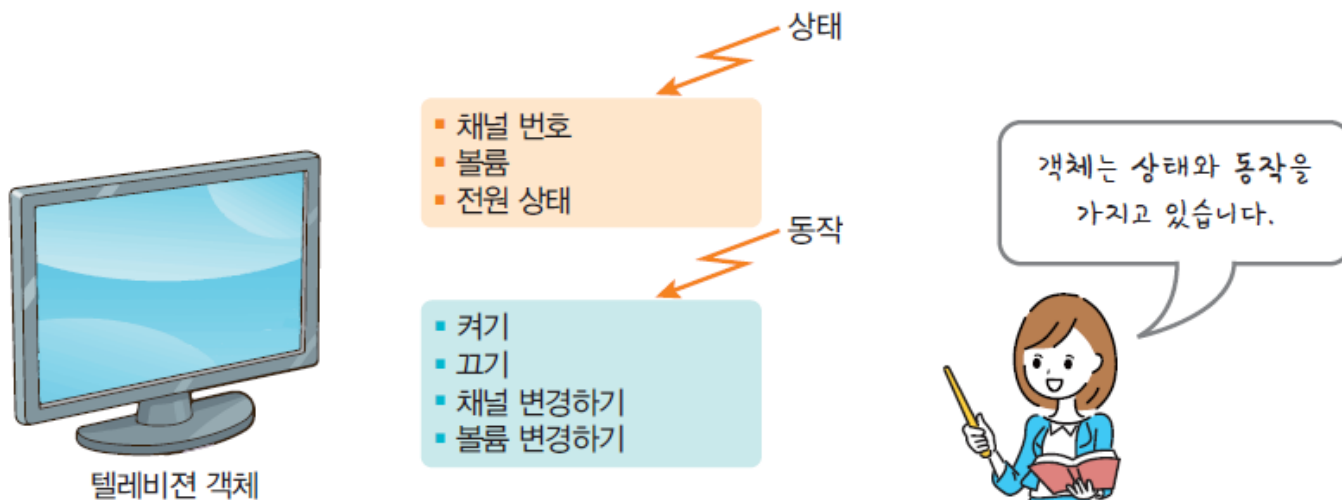 상태
▪ 채널 번호
▪ 볼륨
▪ 전원 상태
동작
▪ 켜기
▪ 끄기
▪ 채널 변경하기
▪ 볼륨 변경하기
텔레비젼 객체
객체는 상태와 동작을
가지고 있습니다.